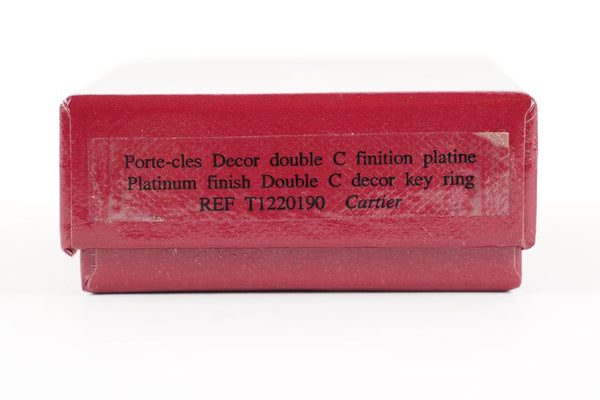 Porte-cles Decor double C finition platine
Platinum finish Double C decor key ring
REF T1220190 Cartier